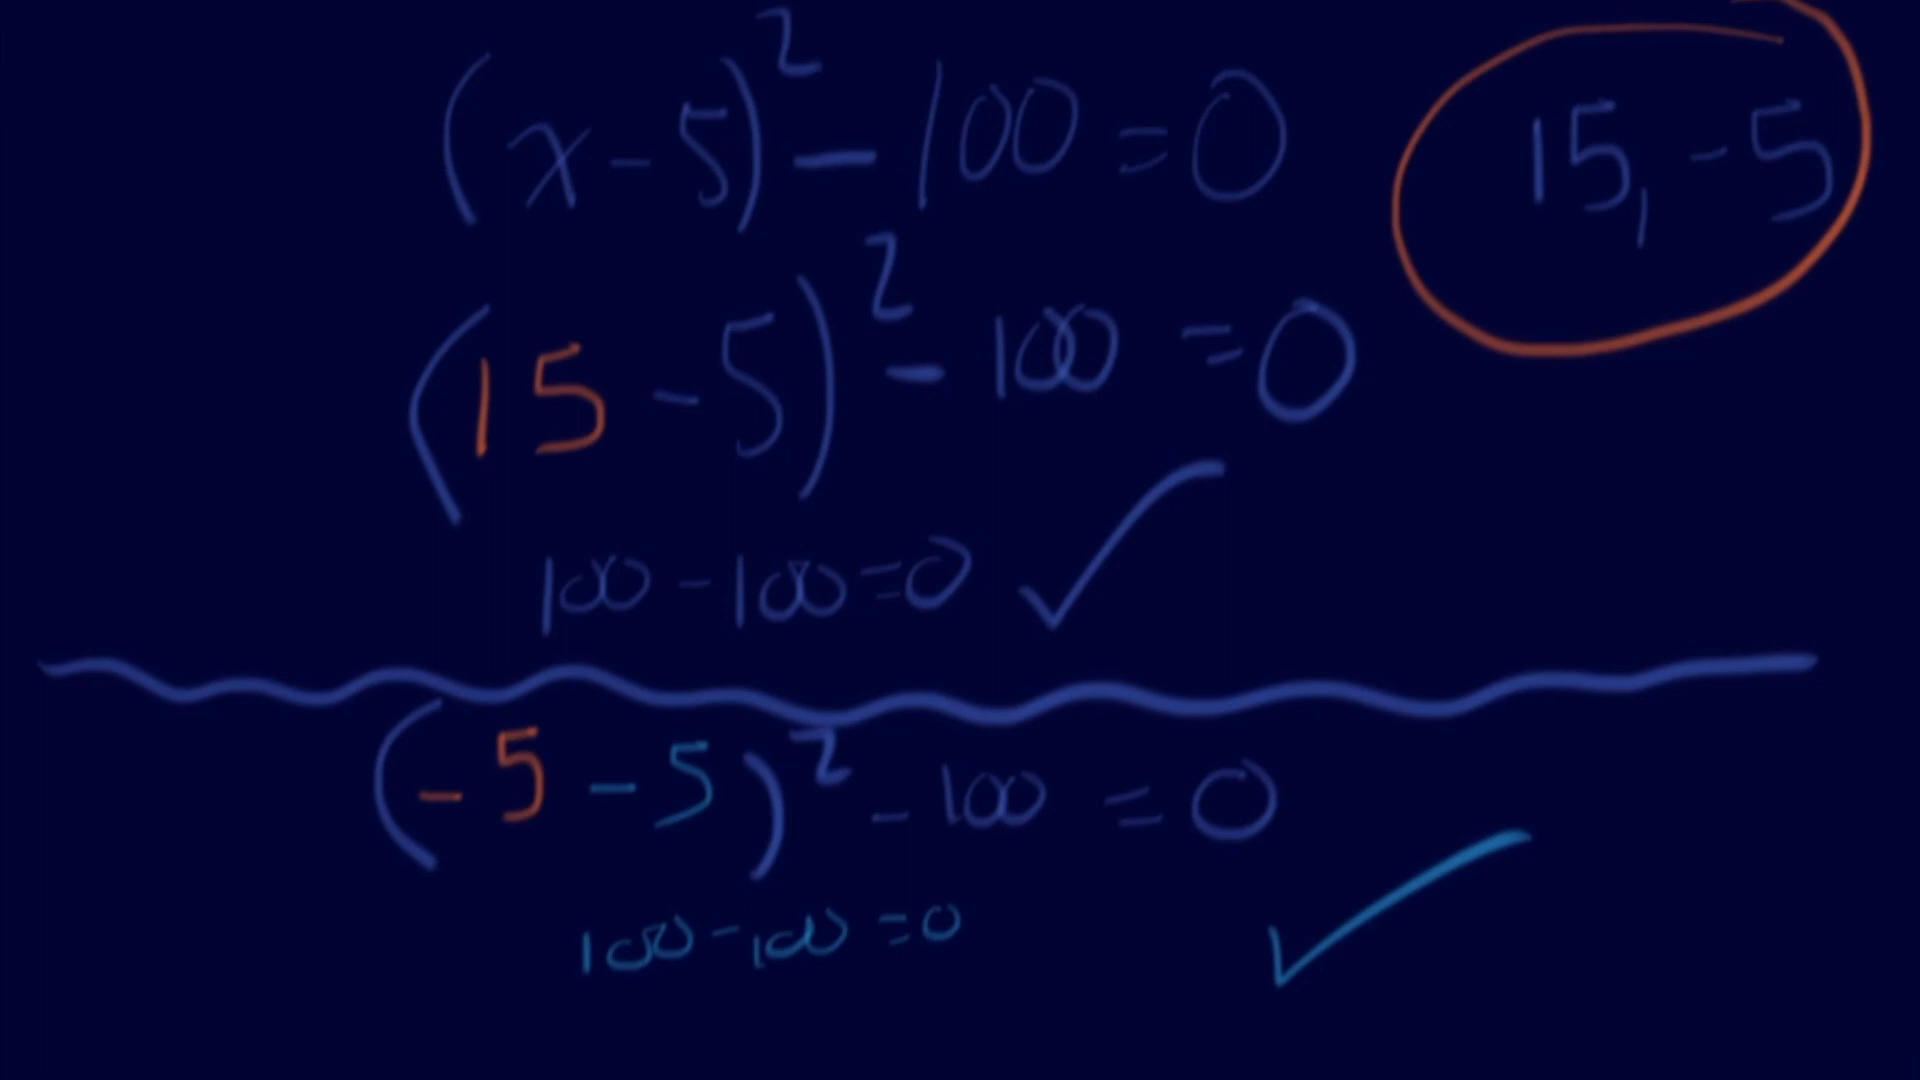 (x-5)² - 100 = 0
15, -5
(15-5)² - 100 = 0
100 - 100 = 0 ✓
(-5-5)² - 100 = 0
100 - 100 = 0 ✓